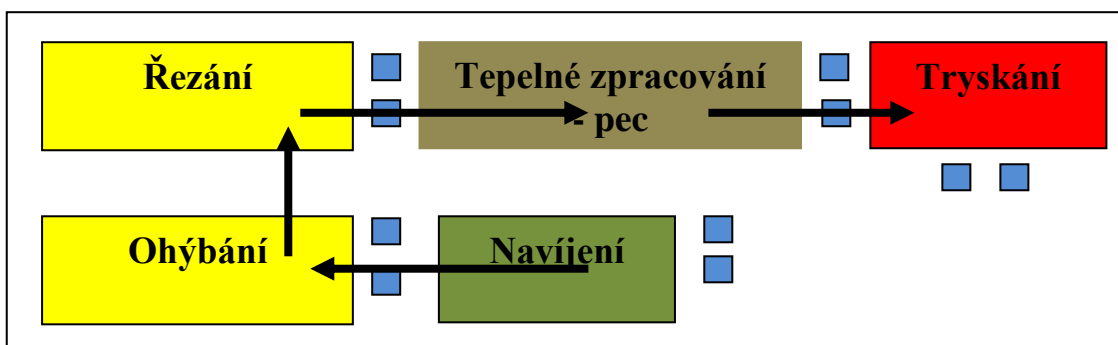 Řezání
Tepelné zpracování
- pec
Tryskání
Ohýbání
Navíjení